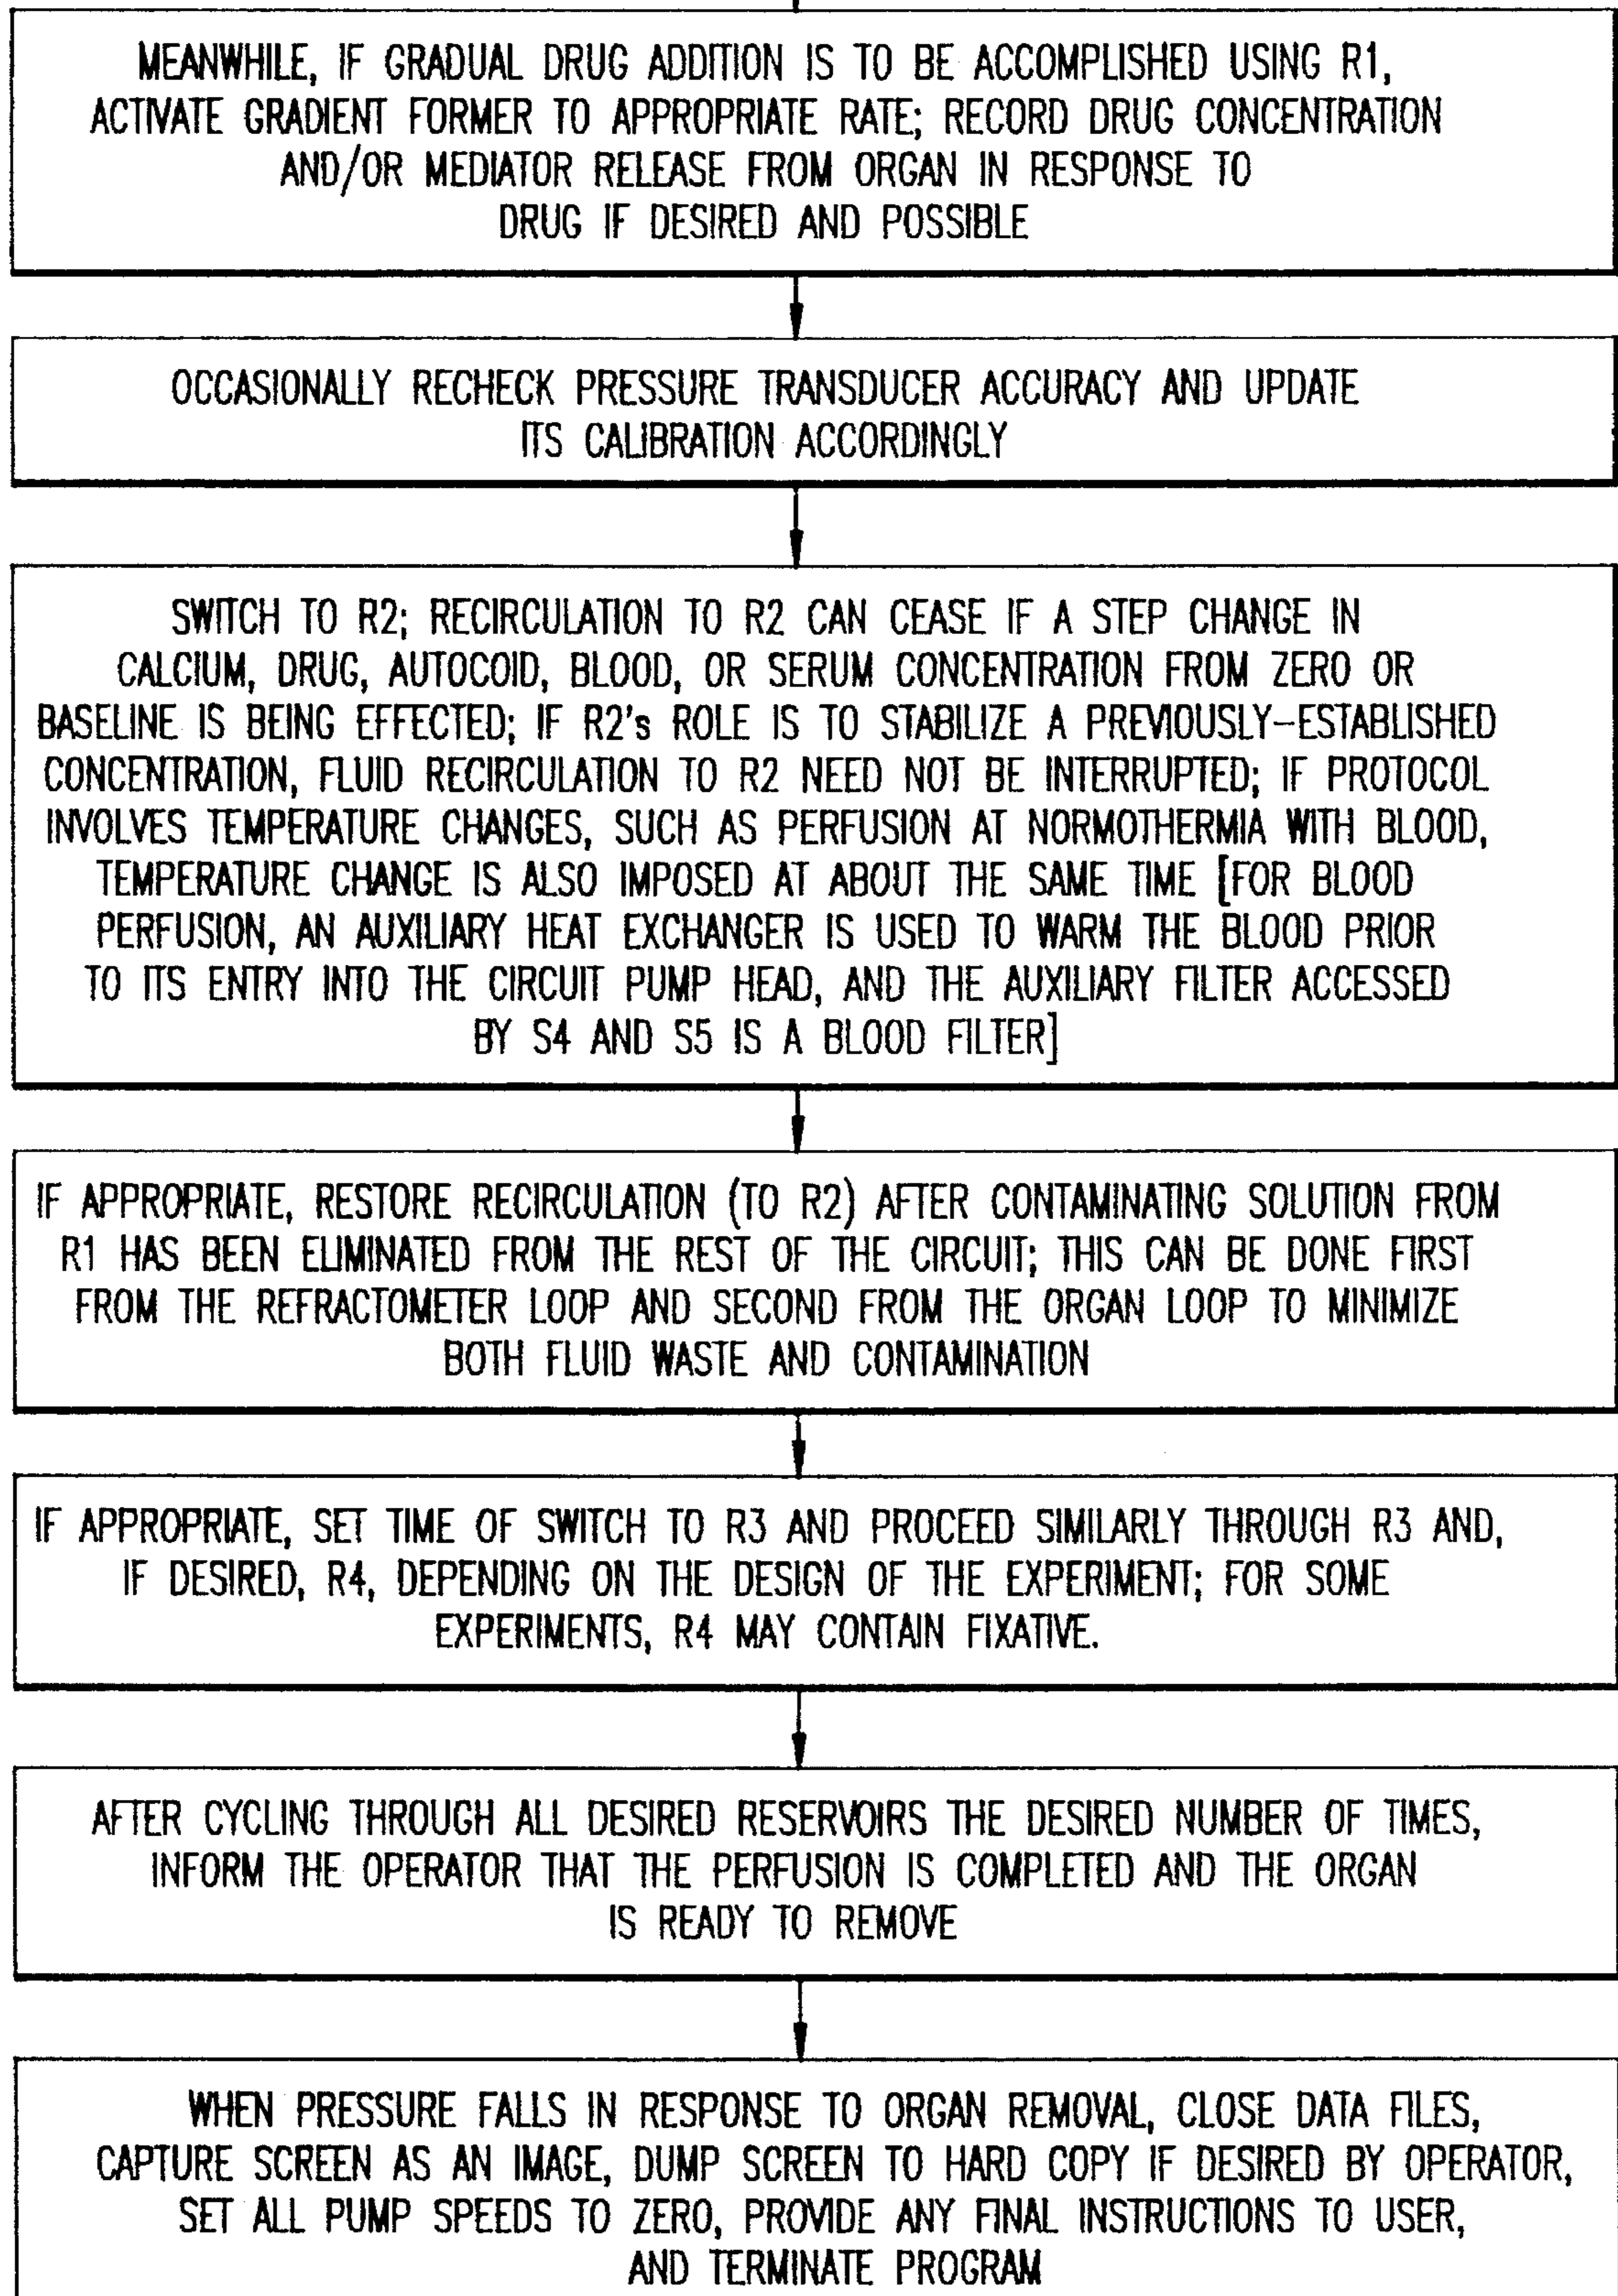 MEANWHILE, IF GRADUAL DRUG ADDITION IS TO BE ACCOMPLISHED USING R1,
ACTIVATE GRADIENT FORMER TO APPROPRIATE RATE; RECORD DRUG CONCENTRATION
AND/OR MEDIATOR RELEASE FROM ORGAN IN RESPONSE TO
DRUG IF DESIRED AND POSSIBLE
OCCASIONALLY RECHECK PRESSURE TRANSDUCER ACCURACY AND UPDATE
ITS CALIBRATION ACCORDINGLY
SWITCH TO R2; RECIRCULATION TO R2 CAN CEASE IF A STEP CHANGE IN
CALCIUM, DRUG, AUTOCOID, BLOOD, OR SERUM CONCENTRATION FROM ZERO OR
BASELINE IS BEING EFFECTED; IF R2's ROLE IS TO STABILIZE A PREVIOUSLY-ESTABLISHED
CONCENTRATION, FLUID RECIRCULATION TO R2 NEED NOT BE INTERRUPTED; IF PROTOCOL
INVOLVES TEMPERATURE CHANGES, SUCH AS PERFUSION AT NORMOTHERMIA WITH BLOOD,
TEMPERATURE CHANGE IS ALSO IMPOSED AT ABOUT THE SAME TIME [FOR BLOOD
PERFUSION, AN AUXILIARY HEAT EXCHANGER IS USED TO WARM THE BLOOD PRIOR
TO ITS ENTRY INTO THE CIRCUIT PUMP HEAD, AND THE AUXILIARY FILTER ACCESSED
BY S4 AND S5 IS A BLOOD FILTER]
IF APPROPRIATE, RESTORE RECIRCULATION (TO R2) AFTER CONTAMINATING SOLUTION FROM
R1 HAS BEEN ELIMINATED FROM THE REST OF THE CIRCUIT; THIS CAN BE DONE FIRST
FROM THE REFRACTOMETER LOOP AND SECOND FROM THE ORGAN LOOP TO MINIMIZE
BOTH FLUID WASTE AND CONTAMINATION
IF APPROPRIATE, SET TIME OF SWITCH TO R3 AND PROCEED SIMILARLY THROUGH R3 AND,
IF DESIRED, R4, DEPENDING ON THE DESIGN OF THE EXPERIMENT; FOR SOME
EXPERIMENTS, R4 MAY CONTAIN FIXATIVE.
AFTER CYCLING THROUGH ALL DESIRED RESERVOIRS THE DESIRED NUMBER OF TIMES,
INFORM THE OPERATOR THAT THE PERFUSION IS COMPLETED AND THE ORGAN
IS READY TO REMOVE
WHEN PRESSURE FALLS IN RESPONSE TO ORGAN REMOVAL, CLOSE DATA FILES,
CAPTURE SCREEN AS AN IMAGE, DUMP SCREEN TO HARD COPY IF DESIRED BY OPERATOR,
SET ALL PUMP SPEEDS TO ZERO, PROVIDE ANY FINAL INSTRUCTIONS TO USER,
AND TERMINATE PROGRAM